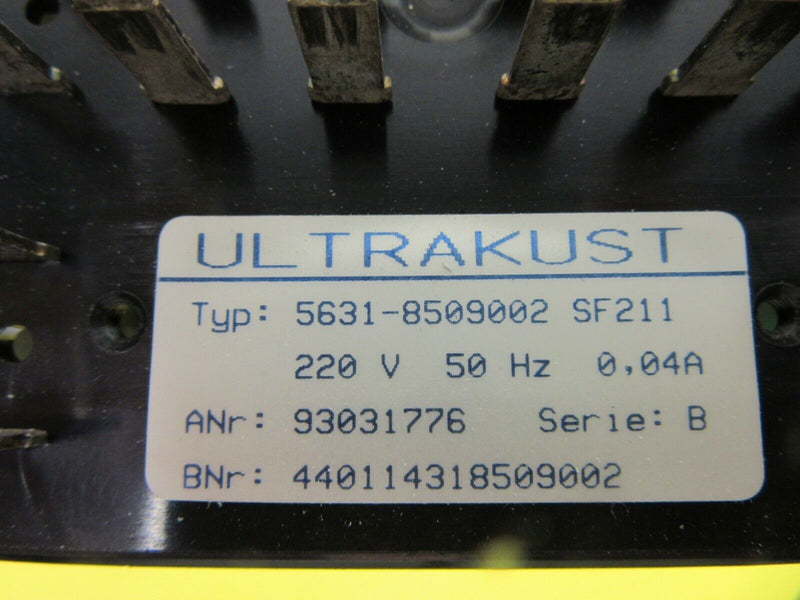 ULTRAKUST
Typ: 5631-8509002 SF211
220 V 50 Hz 0,04A
ANr: 93031776 Serie: B
BNr: 440114318509002